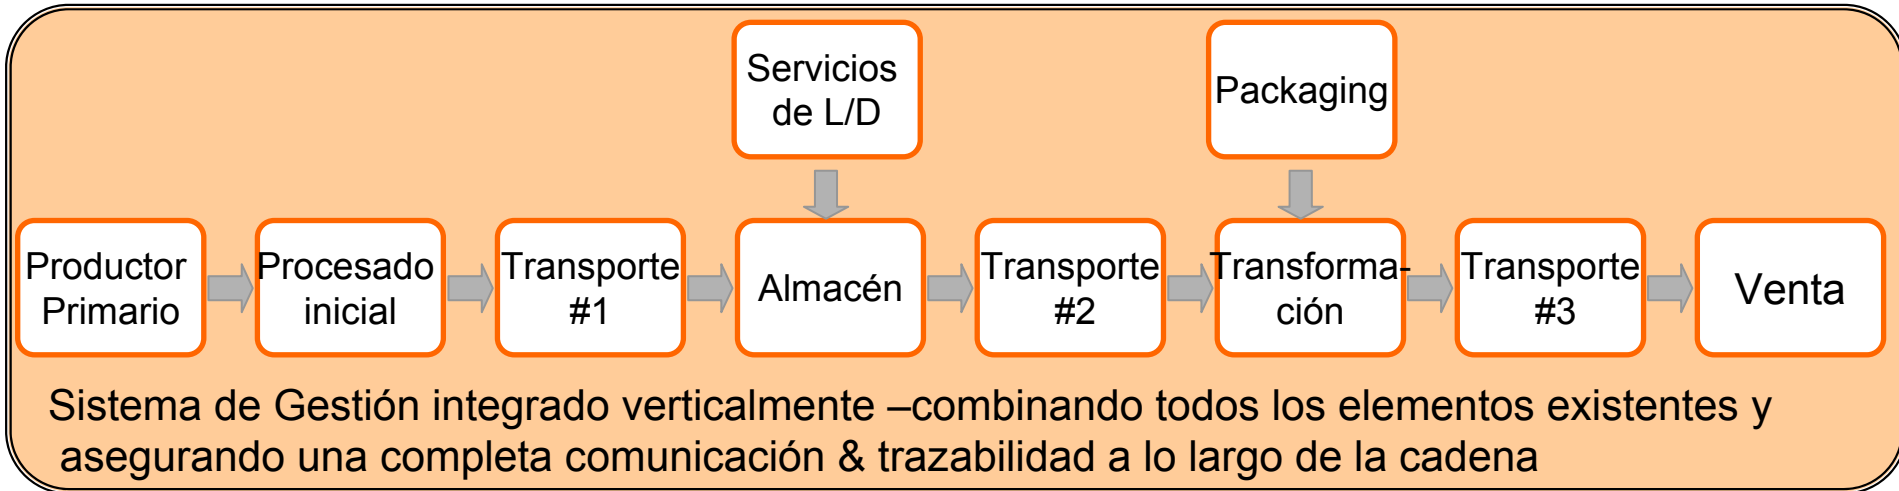 Servicios
de L/D
Packaging
Productor
Primario
Procesado
inicial
Transporte
#1
Almacén
Transporte
#2
Transforma-
ción
Transporte
#3
Venta
Sistema de Gestión integrado verticalmente –combinando todos los elementos existentes y
asegurando una completa comunicación & trazabilidad a lo largo de la cadena